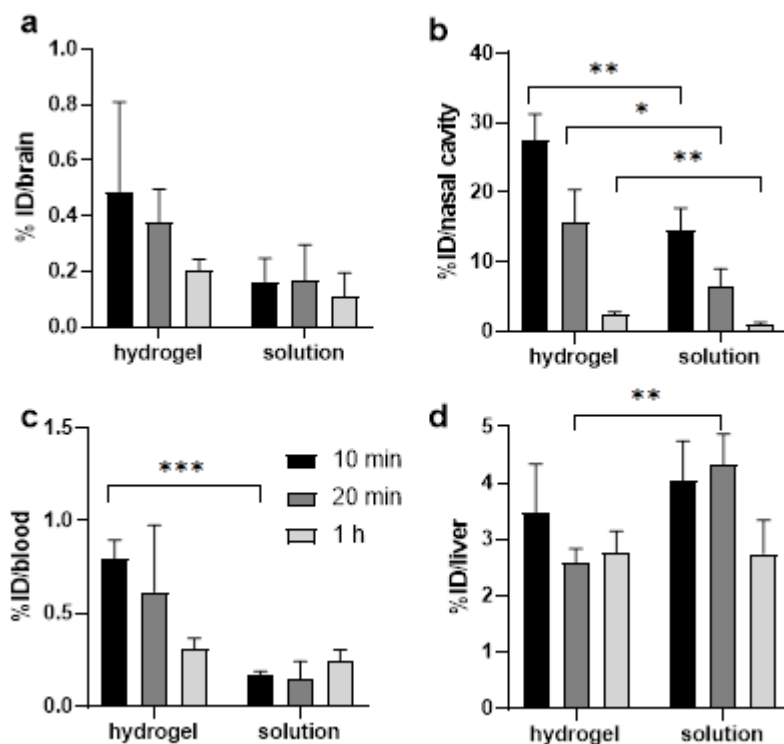 a
% ID/brain
1.0
0.8
0.6
0.4
0.2
0.0
hydrogel solution
b
%ID/nasal cavity
40
30
20
10
0
** 
*
**
hydrogel solution
c
%ID/blood
1.5
1.0
0.5
0.0
***
10 min
20 min
1 h
hydrogel solution
d
%ID/liver
5
4
3
2
1
0
**
hydrogel solution